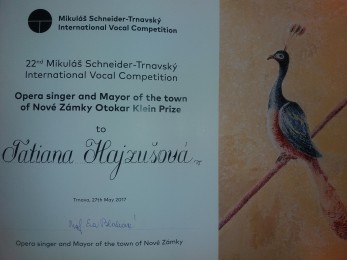 Mikuláš Schneider-Trnavský
International Vocal Competition
22nd Mikuláš Schneider-Trnavský
International Vocal Competition
Opera singer and Mayor of the town
of Nové Zámky Otokar Klein Prize
to
Tatiana Hajzušová
Trnava, 27th May 2017
Opera singer and Mayor of the town of Nové Zámky